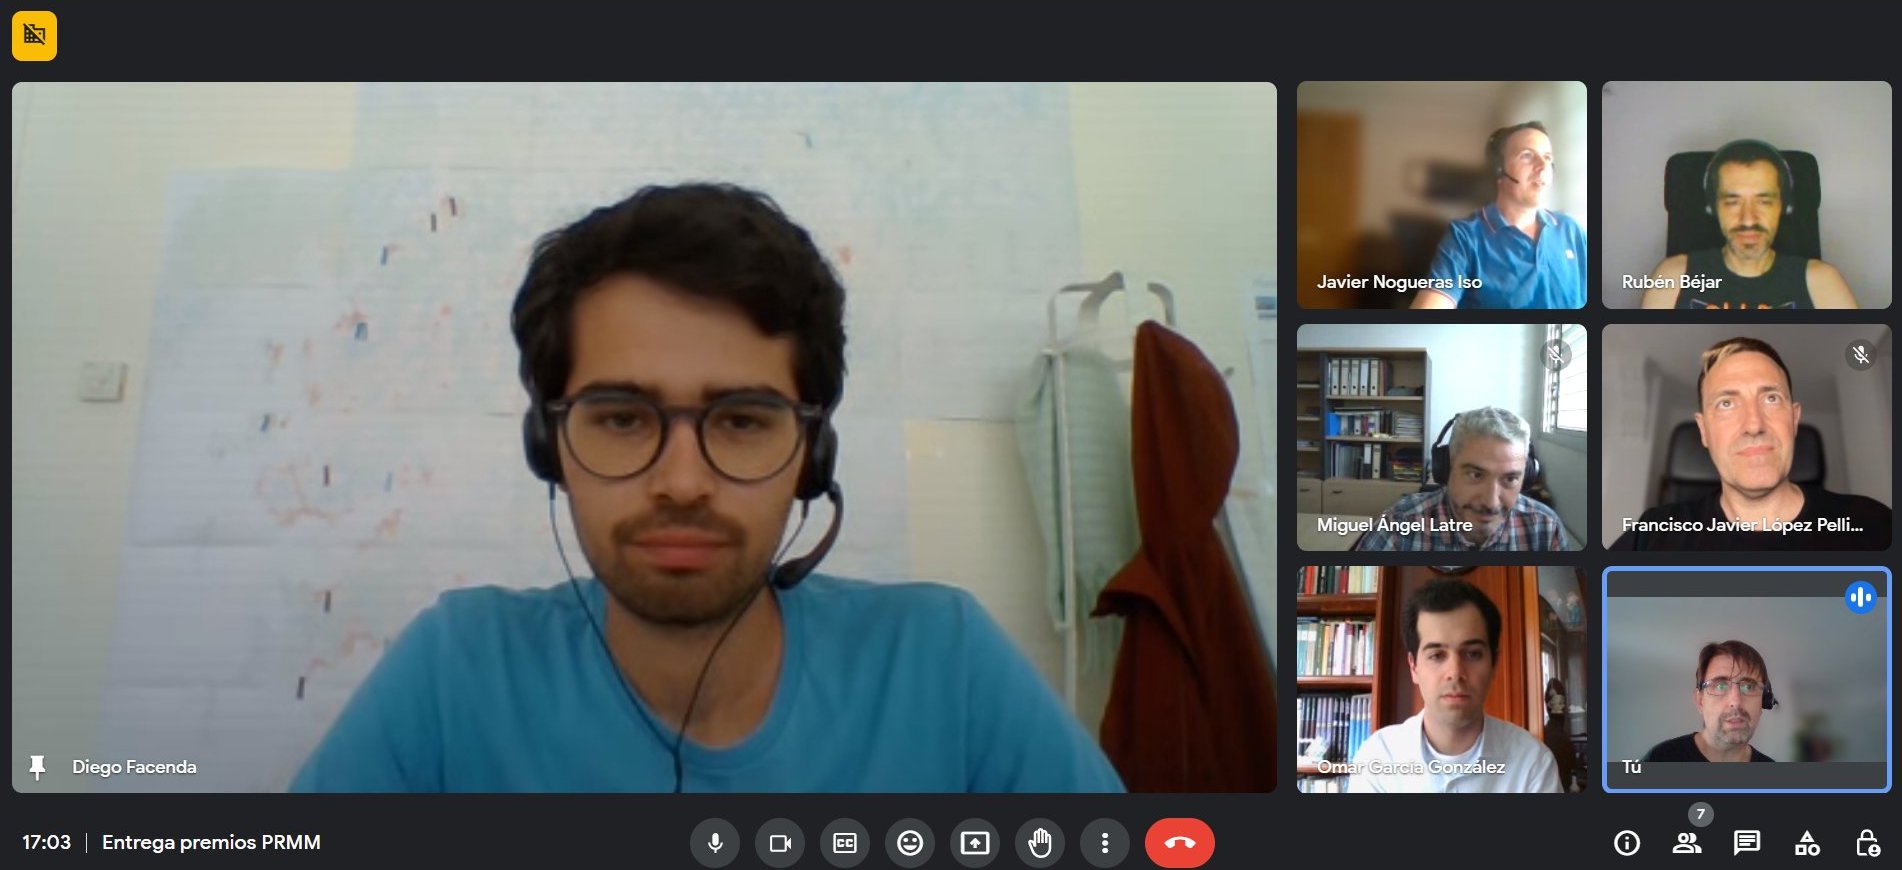 Diego Facenda
Javier Nogueras Iso
Rubén Béjar
Miguel Ángel Latre
Francisco Javier López Pelli...
Omar García González
Tú
17:03 | Entrega premios PRMM
CC
7